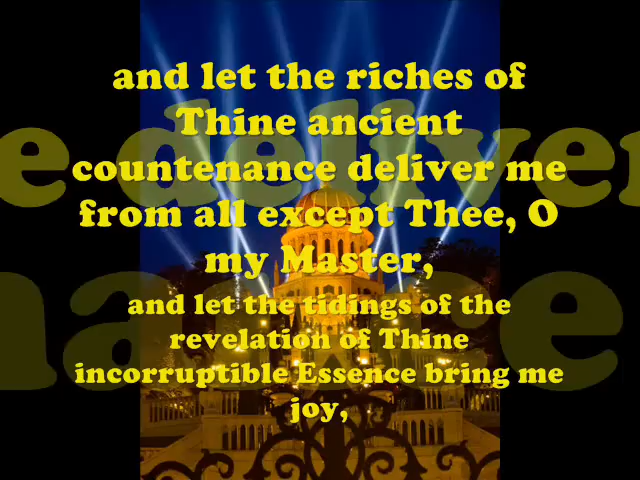 and let the riches of
Thine ancient
countenance deliver me
from all except Thee, O
my Master,
and let the tidings of the
revelation of Thine
incorruptible Essence bring me
joy,